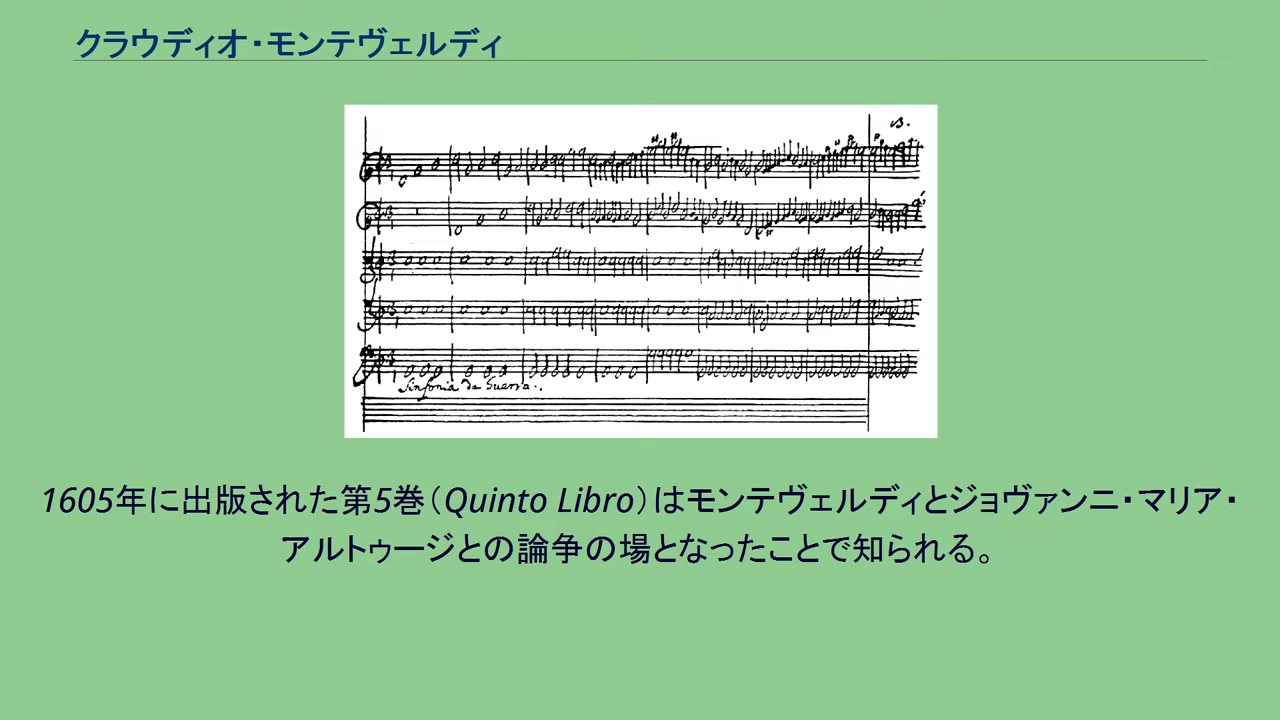 クラウディオ・モンテヴェルディ
13.
Sinfonia da Guerra.
1605年に出版された第5巻（Quinto Libro）はモンテヴェルディとジョヴァンニ・マリア・
アルトゥージとの論争の場となったことで知られる。